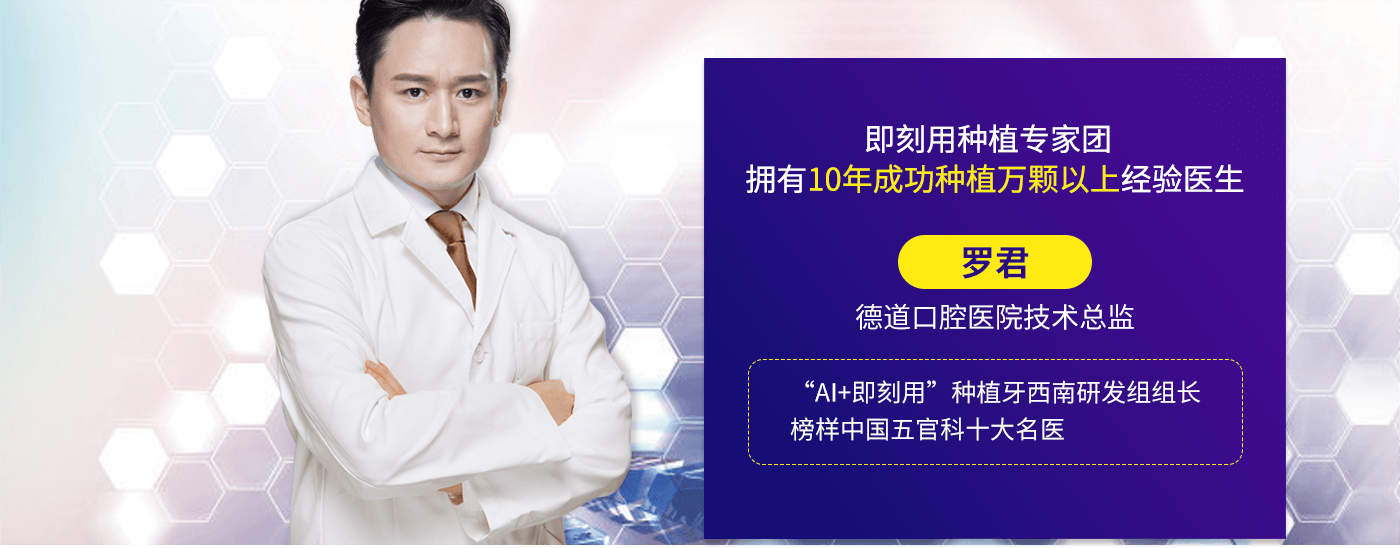 即刻用种植专家团
拥有10年成功种植万颗以上经验医生
罗君
德道口腔医院技术总监
“AI+即刻用”种植牙西南研发组组长
榜样中国五官科十大名医